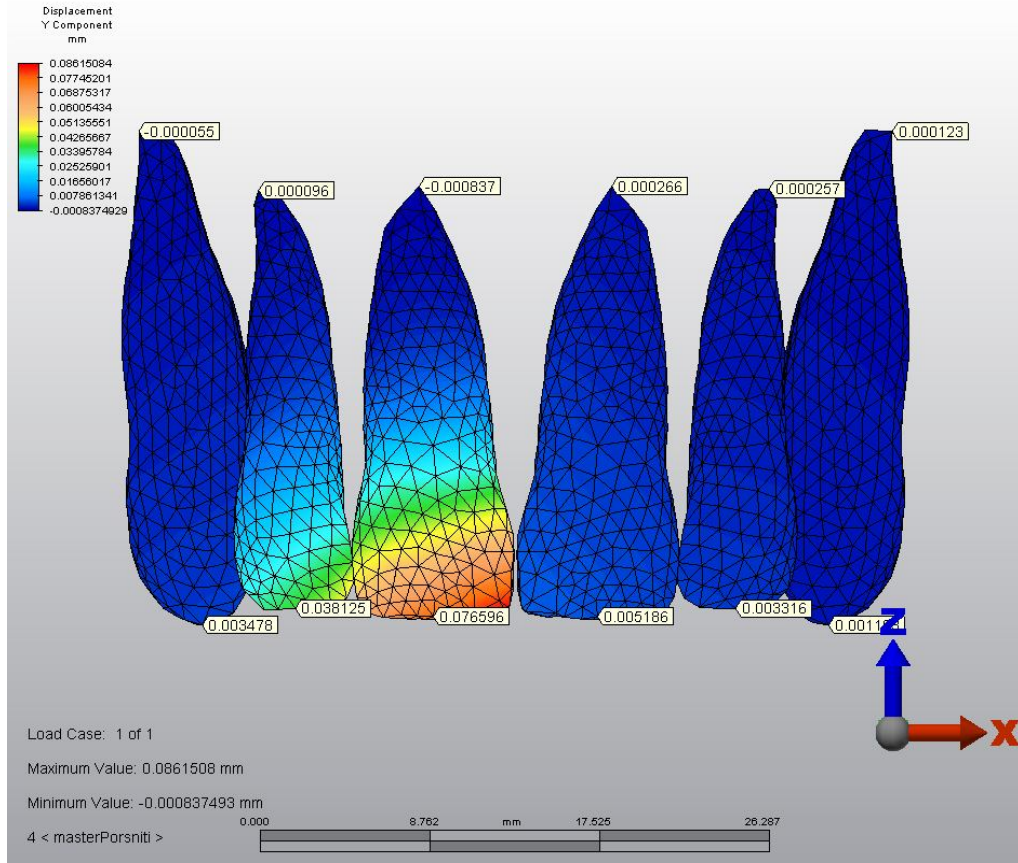 Displacement
Y Component
mm
0.08615084
0.07745201
0.06875317
0.06005434
0.05135551
0.04265667
0.03395784
0.02525901
0.01656017
0.007861341
-0.0008374929
-0.000055
0.000123
0.000096
-0.000837
0.000266
0.000257
0.038125
0.076596
0.005186
0.003316
0.003478
Z
X
Load Case: 1 of 1
Maximum Value: 0.0861508 mm
Minimum Value: -0.000837493 mm
0.000 8.762 mm 17.525 26.287
4 < masterPorsniti >